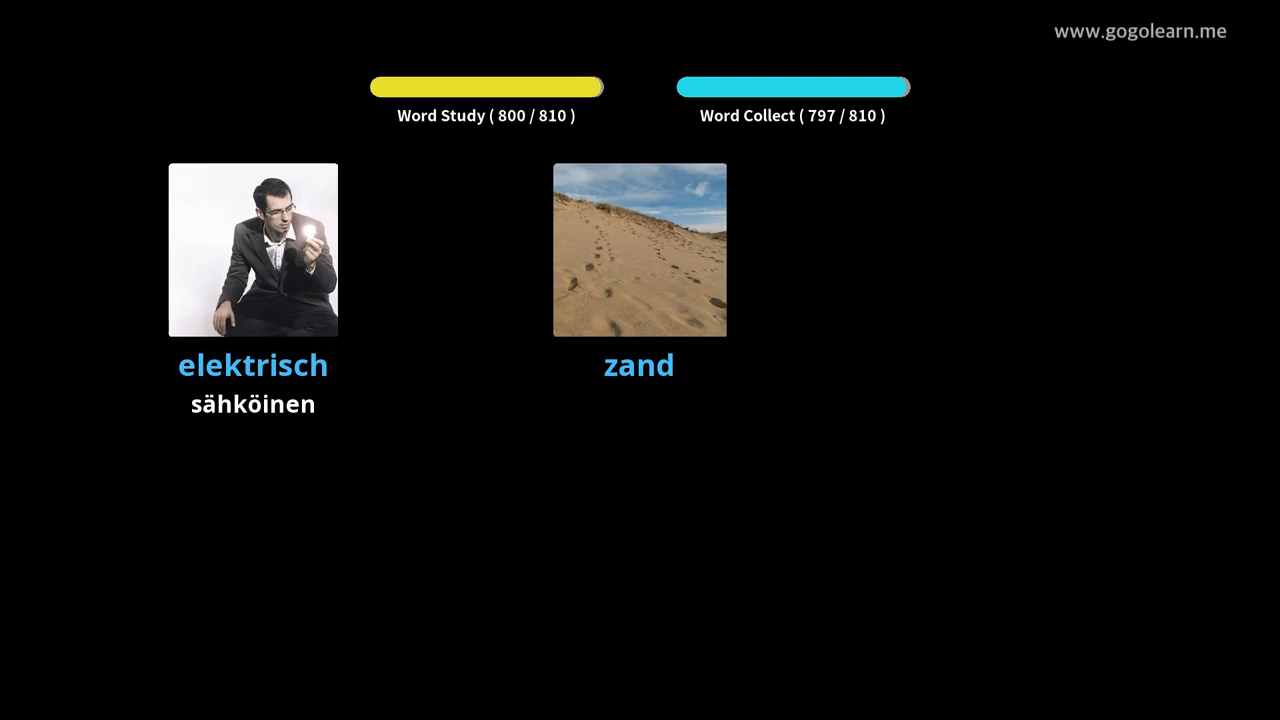 www.gogolearn.me
Word Study ( 800 / 810 )
Word Collect ( 797 / 810 )
elektrisch
sähköinen
zand